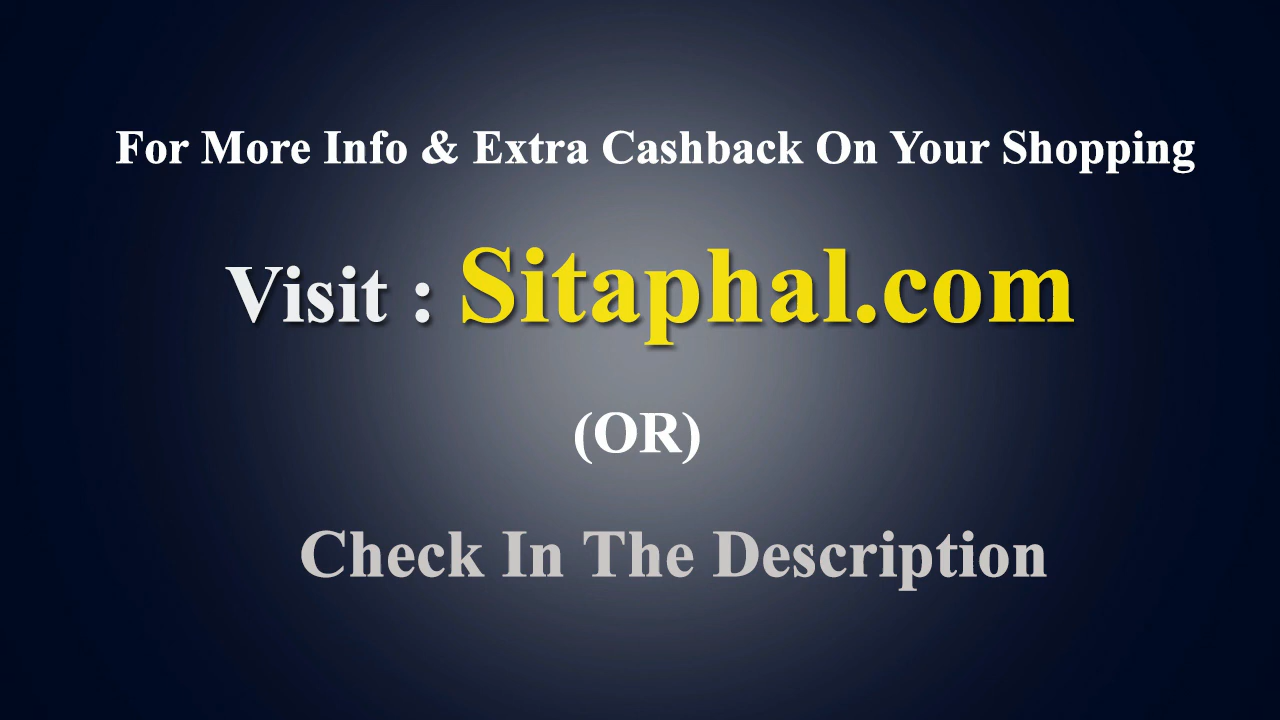 For More Info & Extra Cashback On Your Shopping
Visit : Sitaphal.com
(OR)
Check In The Description